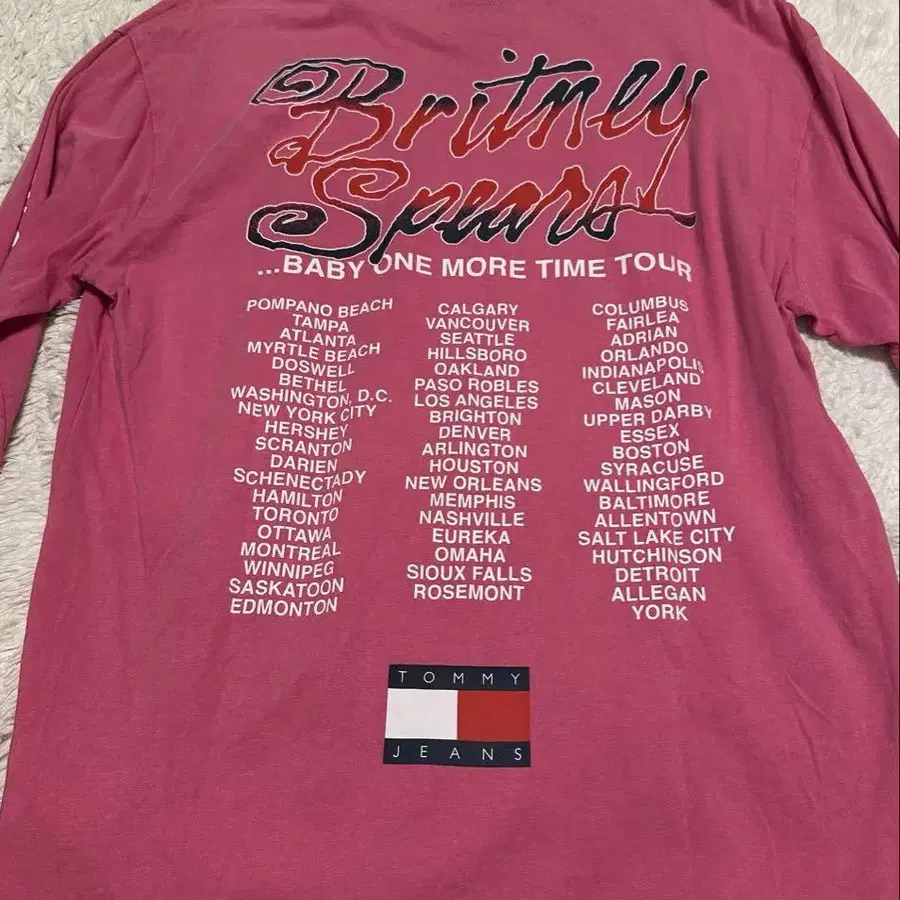 Britney
Spears
...BABY ONE MORE TIME TOUR
POMPANO BEACH
TAMPA
ATLANTA
MYRTLE BEACH
DOSWELL
BETHEL
WASHINGTON, D.C.
NEW YORK CITY
HERSHEY
SCRANTON
DARIEN
SCHENECTADY
HAMILTON
TORONTO
OTTAWA
MONTREAL
WINNIPEG
SASKATOON
EDMONTON
CALGARY
VANCOUVER
SEATTLE
HILLSBORO
OAKLAND
PASO ROBLES
LOS ANGELES
BRIGHTON
DENVER
ARLINGTON
HOUSTON
NEW ORLEANS
MEMPHIS
NASHVILLE
EUREKA
OMAHA
SIOUX FALLS
ROSEMONT
COLUMBUS
FAIRLEA
ADRIAN
ORLANDO
INDIANAPOLIS
CLEVELAND
MASON
UPPER DARBY
ESSEX
BOSTON
SYRACUSE
WALLINGFORD
BALTIMORE
ALLENTOWN
SALT LAKE CITY
HUTCHINSON
DETROIT
ALLEGAN
YORK
TOMMY
JEANS